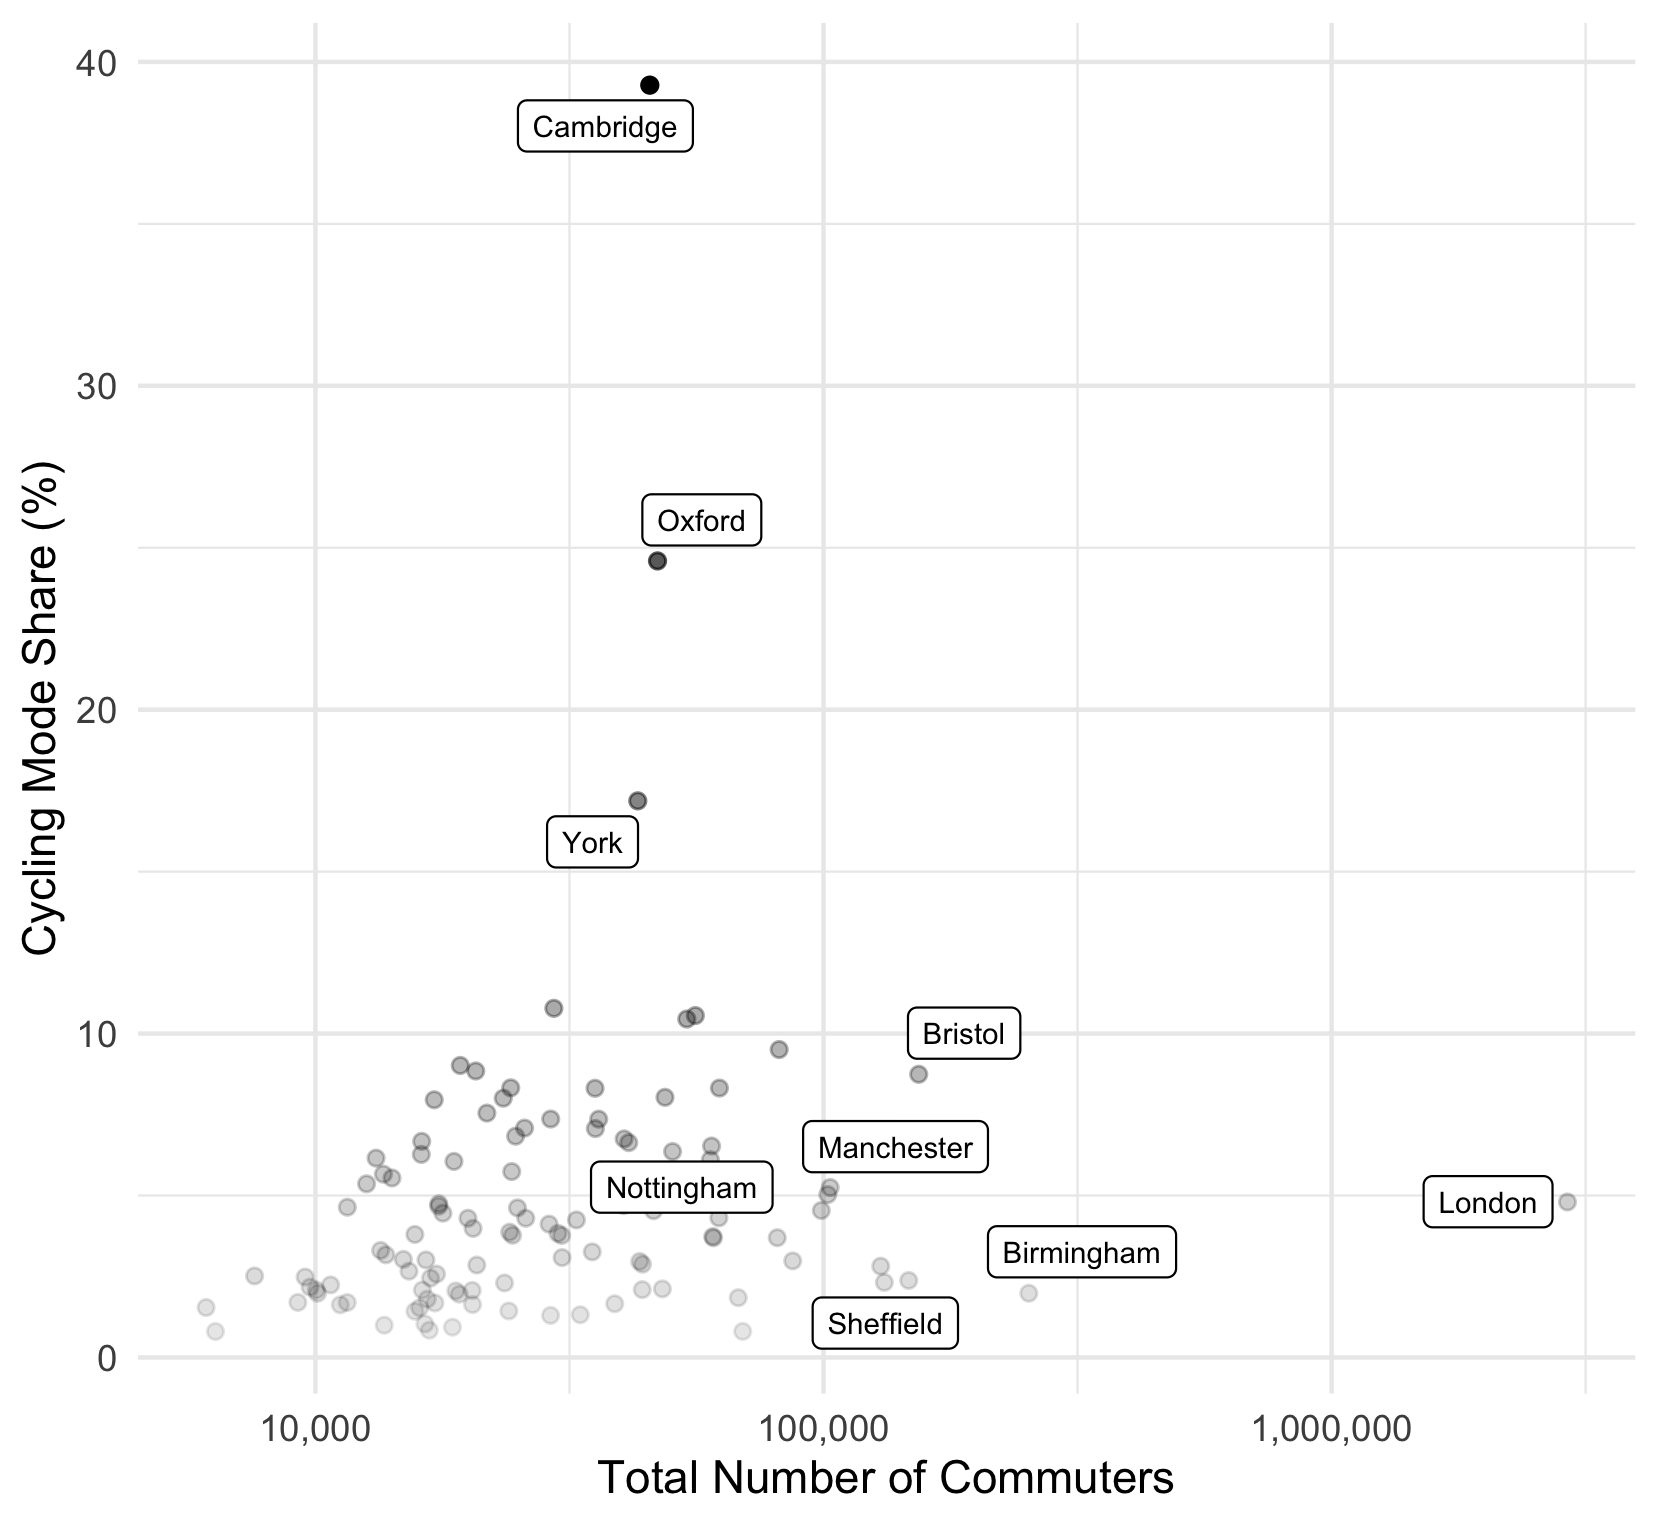 40
Cambridge
30
Oxford
20
York
Cycling Mode Share (%)
10
Bristol
Manchester
Nottingham
London
Birmingham
Sheffield
0
10,000
100,000
1,000,000
Total Number of Commuters